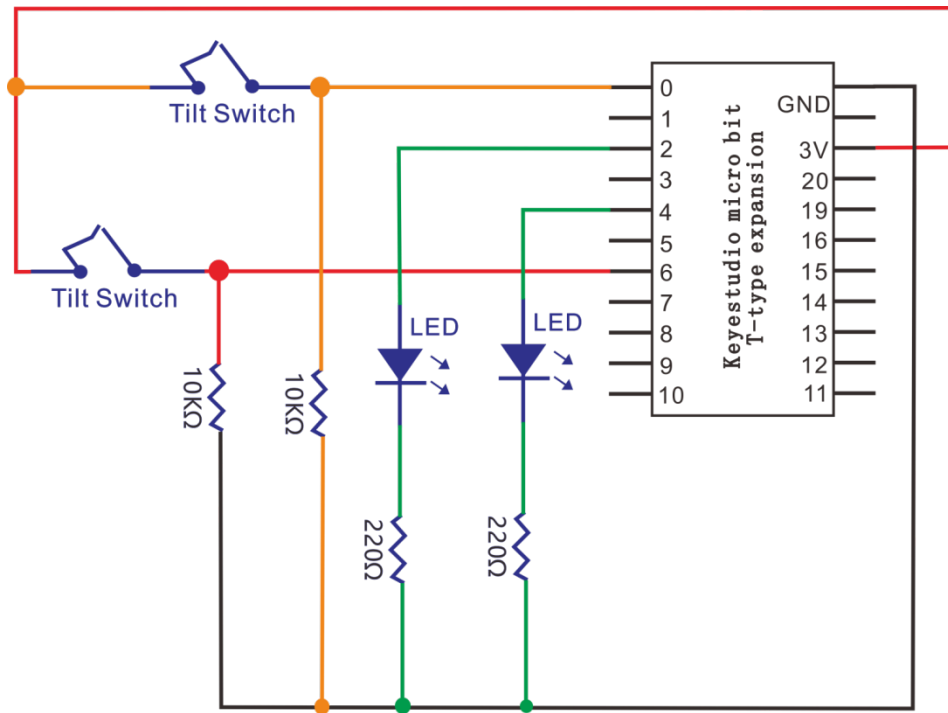 Tilt Switch
Tilt Switch
LED
LED
10KΩ
10KΩ
220Ω
220Ω
0
1
2
3
4
5
6
7
8
9
10
Keyestudio micro bit
T-type expansion
GND
3V
20
19
16
15
14
13
12
11